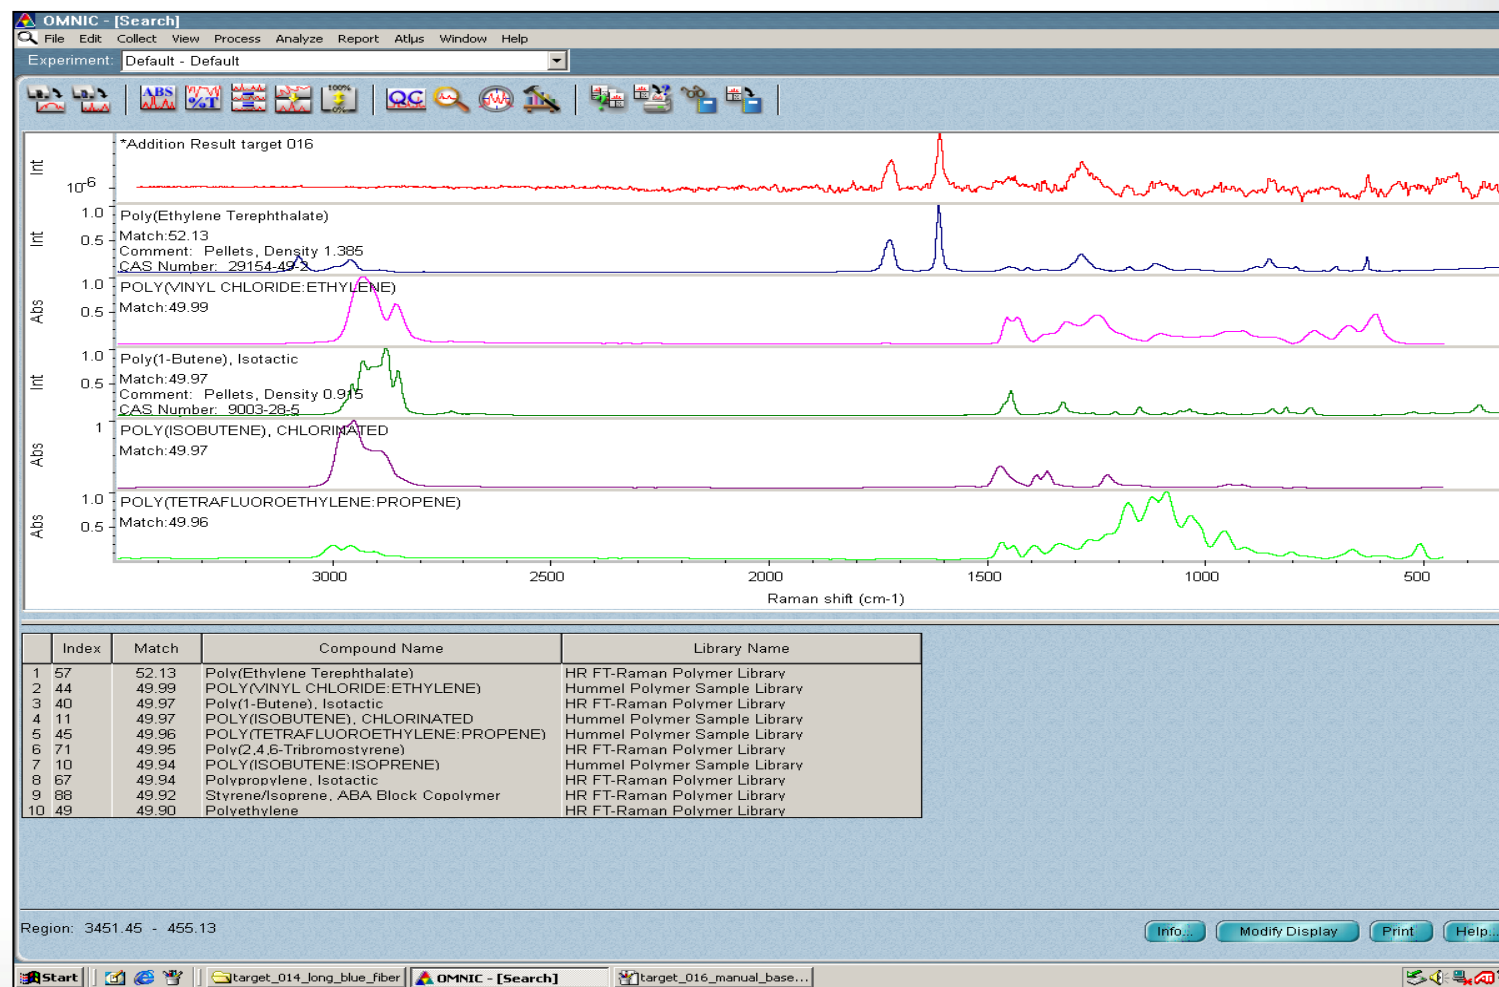 OMNIC - [Search]
File Edit Collect View Process Analyze Report Atlµs Window Help
Experiment: Default - Default
ABS %T 100% 0% QC
*Addition Result target 016
Int
10-6
Poly(Ethylene Terephthalate)
Match:52.13
Comment: Pellets, Density 1.385
CAS Number: 29154-49-2
Int
1.0
0.5
POLY(VINYL CHLORIDE:ETHYLENE)
Match:49.99
Abs
1.0
0.5
Poly(1-Butene), Isotactic
Match:49.97
Comment: Pellets, Density 0.915
CAS Number: 9003-28-5
Int
1.0
0.5
POLY(ISOBUTENE), CHLORINATED
Match:49.97
Abs
1
POLY(TETRAFLUOROETHYLENE:PROPENE)
Match:49.96
Abs
1.0
0.5
3000 2500 2000 1500 1000 500
Raman shift (cm-1)
Index Match Compound Name Library Name
1 57 52.13 Poly(Ethylene Terephthalate) HR FT-Raman Polymer Library
2 44 49.99 POLY(VINYL CHLORIDE:ETHYLENE) Hummel Polymer Sample Library
3 40 49.97 Poly(1-Butene), Isotactic HR FT-Raman Polymer Library
4 11 49.97 POLY(ISOBUTENE), CHLORINATED Hummel Polymer Sample Library
5 45 49.96 POLY(TETRAFLUOROETHYLENE:PROPENE) Hummel Polymer Sample Library
6 71 49.95 Poly(2,4,6-Tribromostyrene) HR FT-Raman Polymer Library
7 10 49.94 POLY(ISOBUTENE:ISOPRENE) Hummel Polymer Sample Library
8 67 49.94 Polypropylene, Isotactic HR FT-Raman Polymer Library
9 88 49.92 Styrene/Isoprene, ABA Block Copolymer HR FT-Raman Polymer Library
10 49 49.90 Polyethylene HR FT-Raman Polymer Library
Region: 3451.45 - 455.13
Info... Modify Display Print Help...
Start target_014_long_blue_fiber OMNIC - [Search] target_016_manual_base... ATI